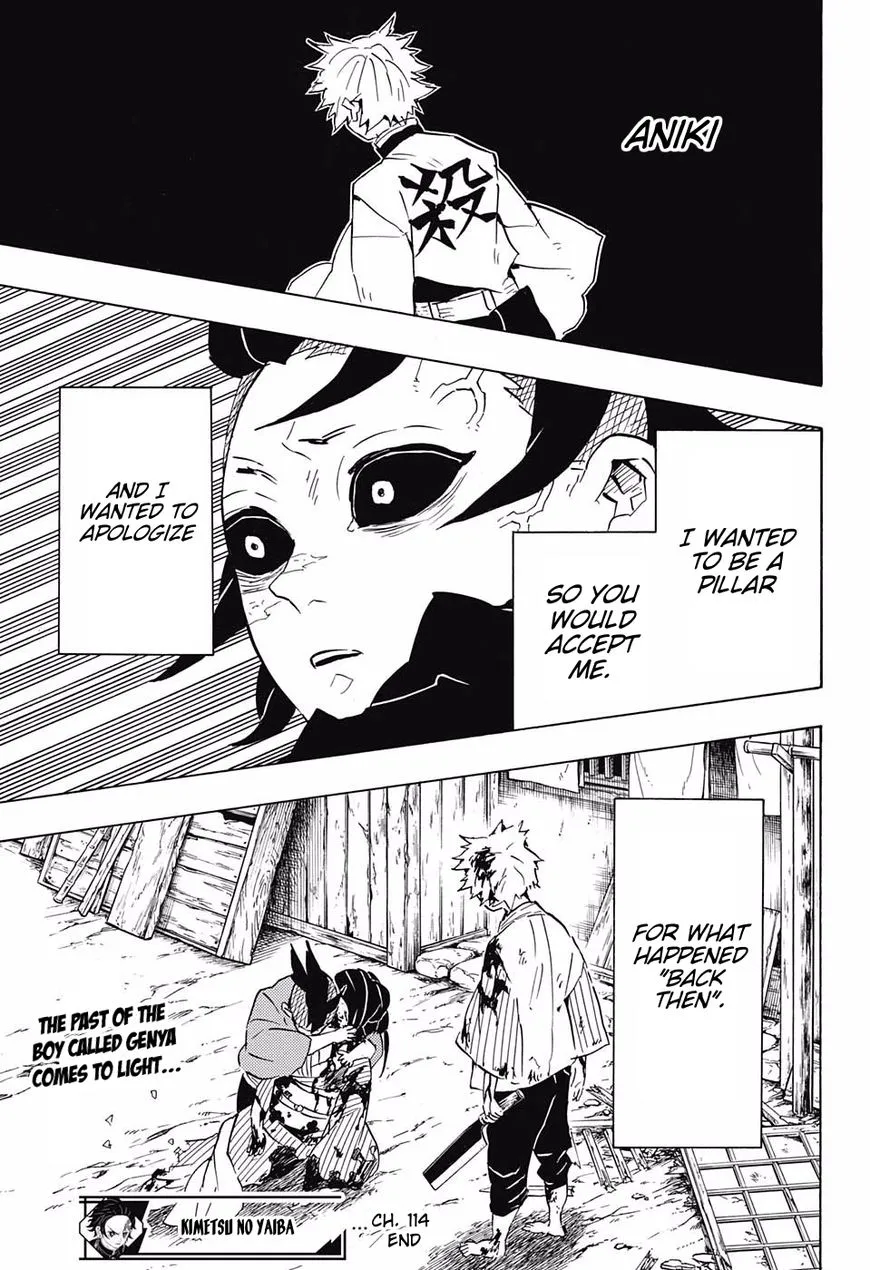 ANIKI
殺
I WANTED
TO BE A
PILLAR
SO YOU
WOULD
ACCEPT
ME.
AND I
WANTED TO
APOLOGIZE
FOR WHAT
HAPPENED
"BACK
THEN".
THE PAST OF THE
BOY CALLED GENYA
COMES TO LIGHT...
KIMETSU NO YAIBA
...CH. 114
END